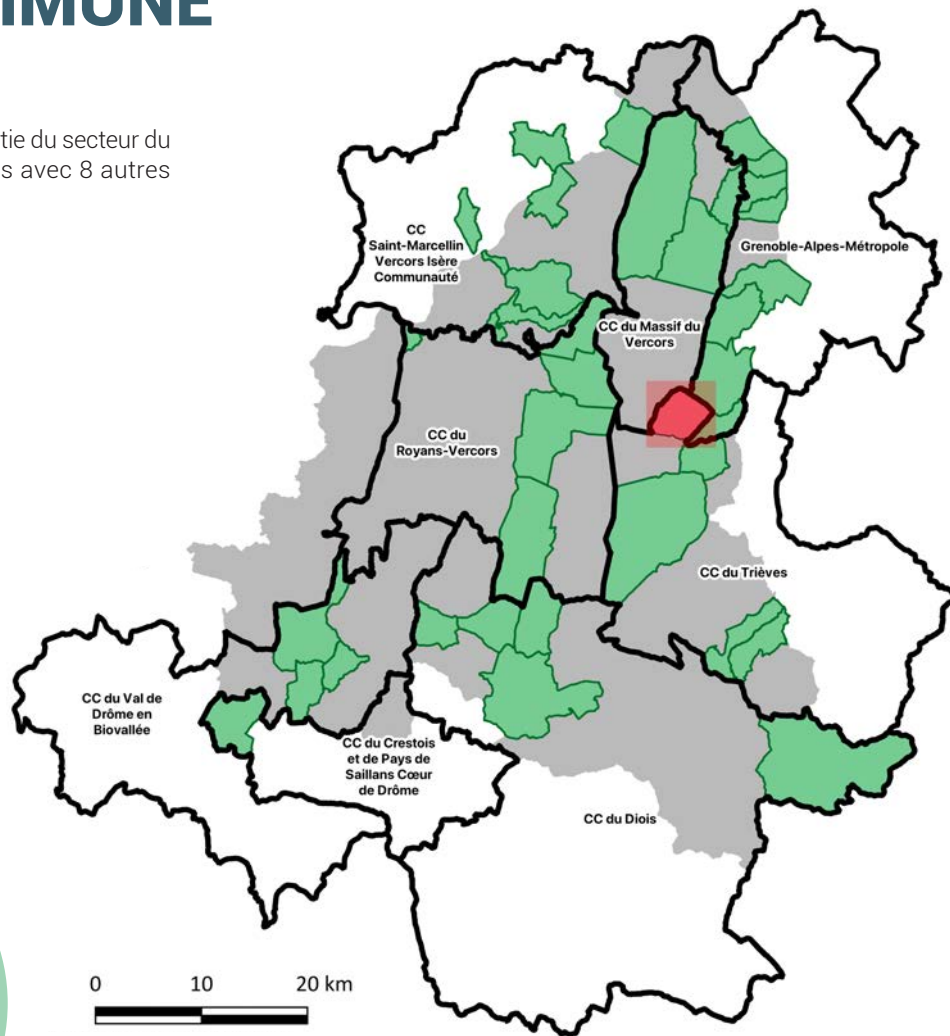 tie du secteur du
s avec 8 autres
CC
Saint-Marcellin
Vercors Isère
Communauté
Grenoble-Alpes-Métropole
CC du Massif du
Vercors
CC du
Royans-Vercors
CC du Trièves
CC du Val de
Drôme en
Biovallée
CC du Crestois
et de Pays de
Saillans Cœur
de Drôme
CC du Diois
0 10 20 km